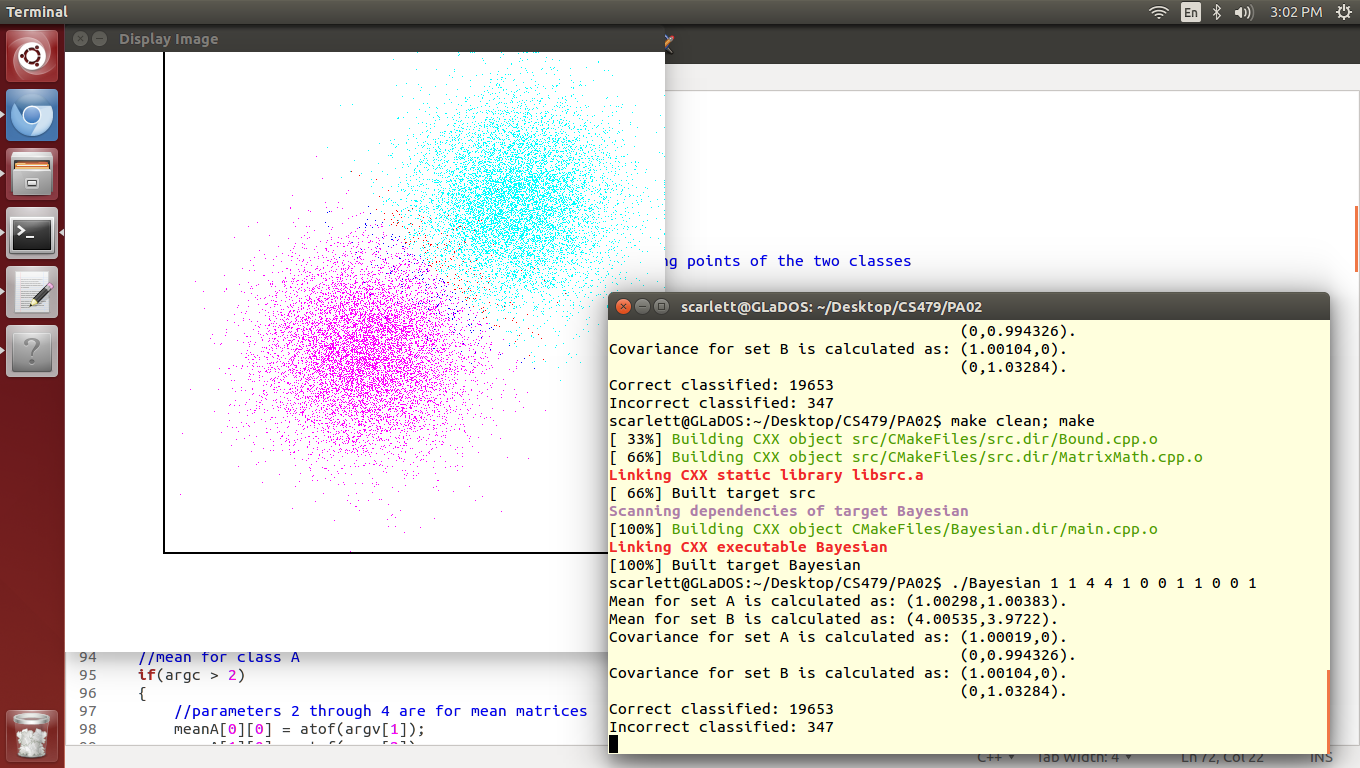 Terminal
En
3:02 PM
Display Image
ng points of the two classes
94 //mean for class A
95 if(argc > 2)
96 {
97 //parameters 2 through 4 are for mean matrices
98 meanA[0][0] = atof(argv[1]);
scarlett@GLaDOS: ~/Desktop/CS479/PA02
(0,0.994326).
Covariance for set B is calculated as: (1.00104,0).
(0,1.03284).
Correct classified: 19653
Incorrect classified: 347
scarlett@GLaDOS:~/Desktop/CS479/PA02$ make clean; make
[ 33%] Building CXX object src/CMakeFiles/src.dir/Bound.cpp.o
[ 66%] Building CXX object src/CMakeFiles/src.dir/MatrixMath.cpp.o
Linking CXX static library libsrc.a
[ 66%] Built target src
Scanning dependencies of target Bayesian
[100%] Building CXX object CMakeFiles/Bayesian.dir/main.cpp.o
Linking CXX executable Bayesian
[100%] Built target Bayesian
scarlett@GLaDOS:~/Desktop/CS479/PA02$ ./Bayesian 1 1 4 4 1 0 0 1 1 0 0 1
Mean for set A is calculated as: (1.00298,1.00383).
Mean for set B is calculated as: (4.00535,3.9722).
Covariance for set A is calculated as: (1.00019,0).
(0,0.994326).
Covariance for set B is calculated as: (1.00104,0).
(0,1.03284).
Correct classified: 19653
Incorrect classified: 347
C++ Tab Width: 4 Ln 72, Col 22 INS